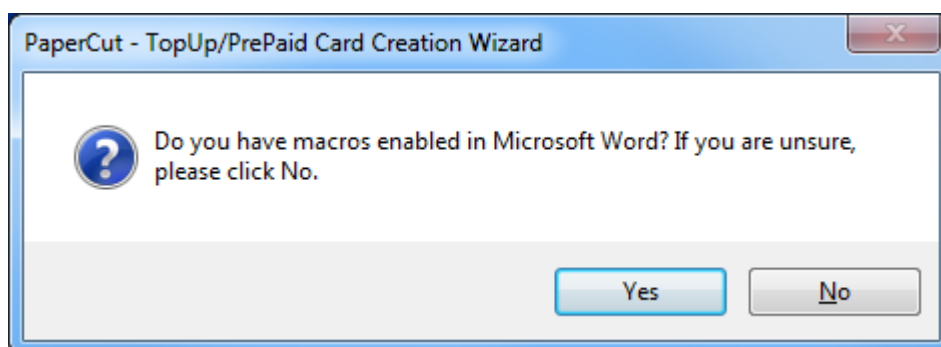 PaperCut - TopUp/PrePaid Card Creation Wizard
Do you have macros enabled in Microsoft Word? If you are unsure,
please click No.
Yes
No